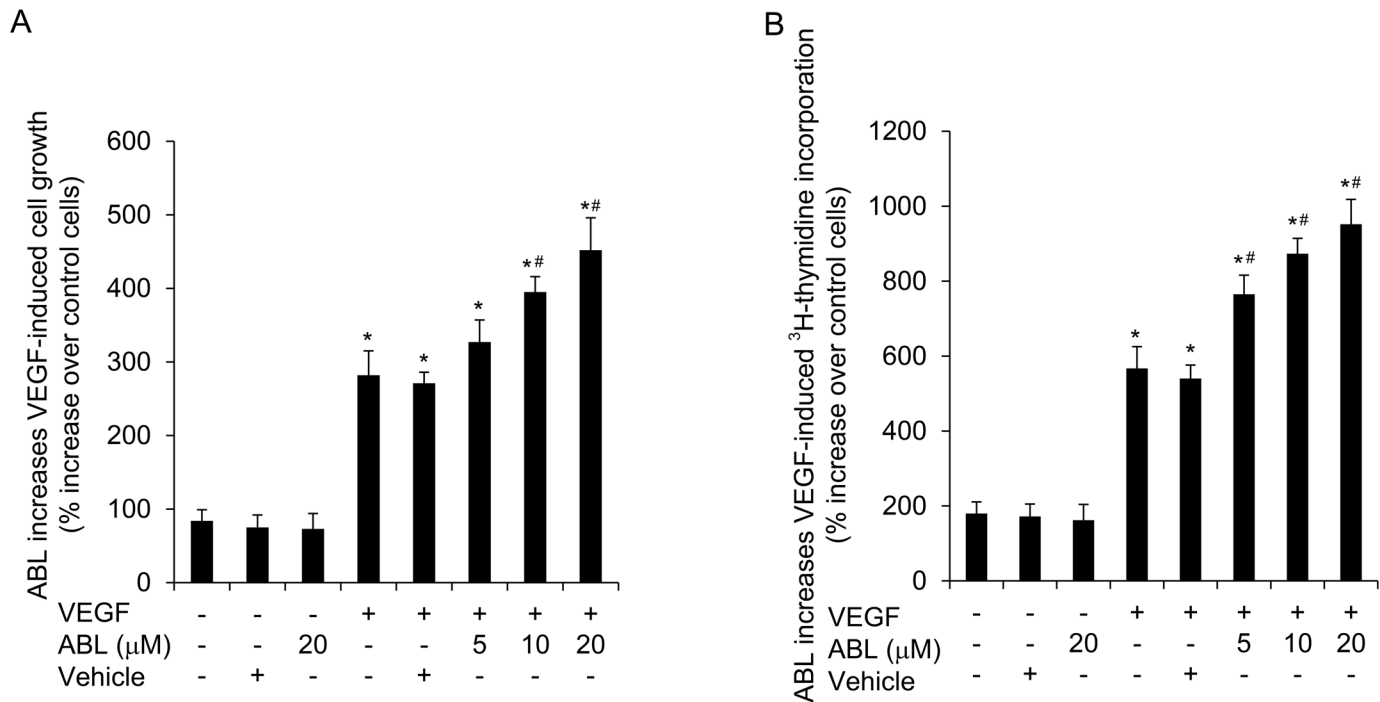 A
ABL increases VEGF-induced cell growth
(% increase over control cells)
600
500
400
300
200
100
0
* * * *# *#
VEGF - - - + + + + +
ABL (μM) - - 20 - - 5 10 20
Vehicle - + - - + - - -
B
ABL increases VEGF-induced ³H-thymidine incorporation
(% increase over control cells)
1200
1000
800
600
400
200
0
* * *# *# *#
VEGF - - - + + + + +
ABL (μM) - - 20 - - 5 10 20
Vehicle - + - - + - - -